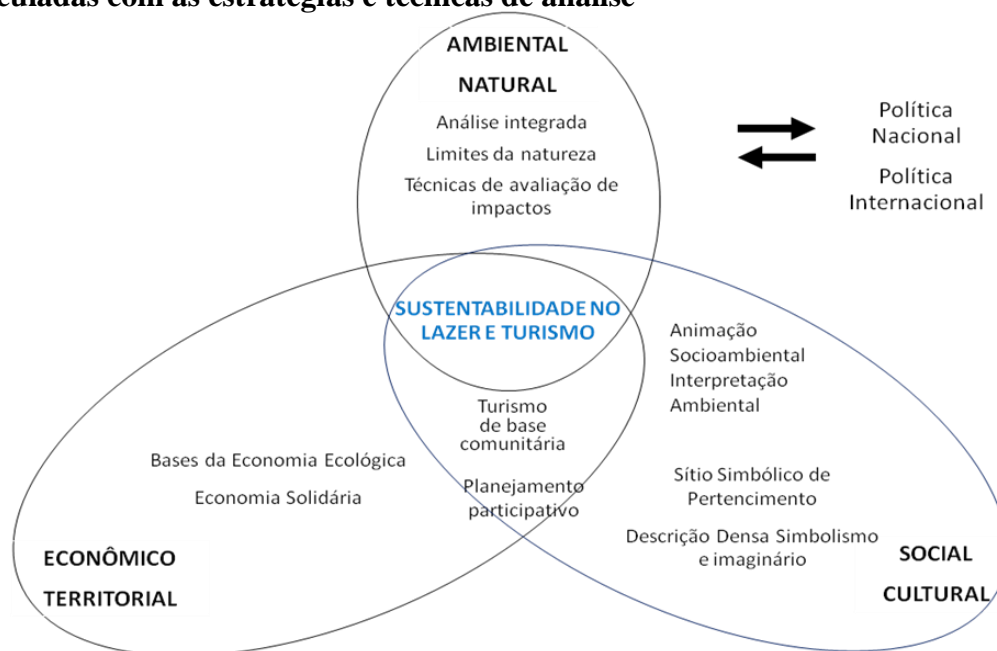 culadas com as estratégias e técnicas de análise
AMBIENTAL
NATURAL
Análise integrada
Limites da natureza
Técnicas de avaliação de
impactos
Política
Nacional
Política
Internacional
SUSTENTABILIDADE NO
LAZER E TURISMO
Animação
Socioambiental
Interpretação
Ambiental
Turismo
de base
comunitária
Planejamento
participativo
Bases da Economia Ecológica
Economia Solidária
Sítio Simbólico de
Pertencimento
Descrição Densa Simbolismo
e imaginário
ECONÔMICO
TERRITORIAL
SOCIAL
CULTURAL